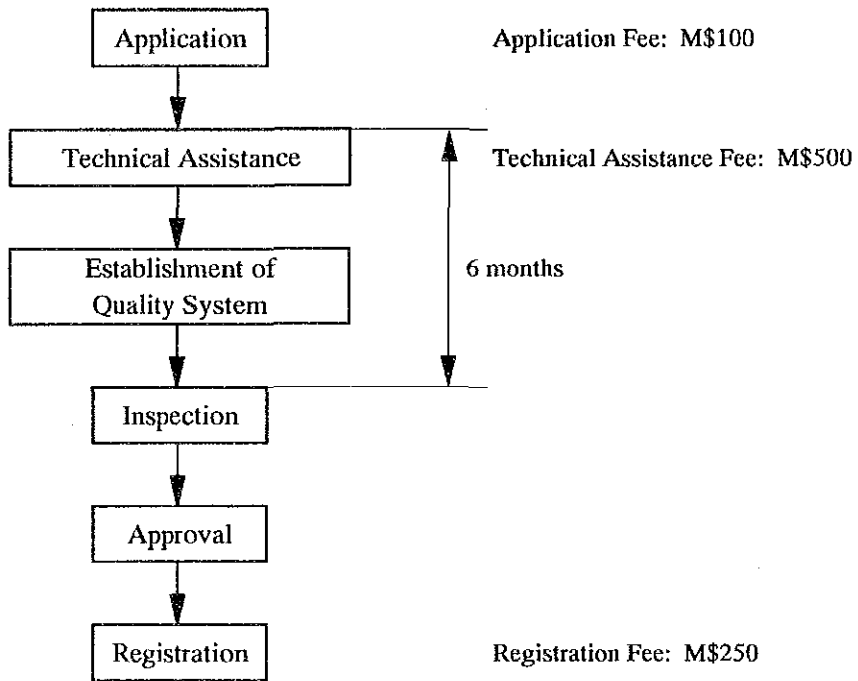 Application
Application Fee: M$100
Technical Assistance
Technical Assistance Fee: M$500
Establishment of
Quality System
6 months
Inspection
Approval
Registration
Registration Fee: M$250